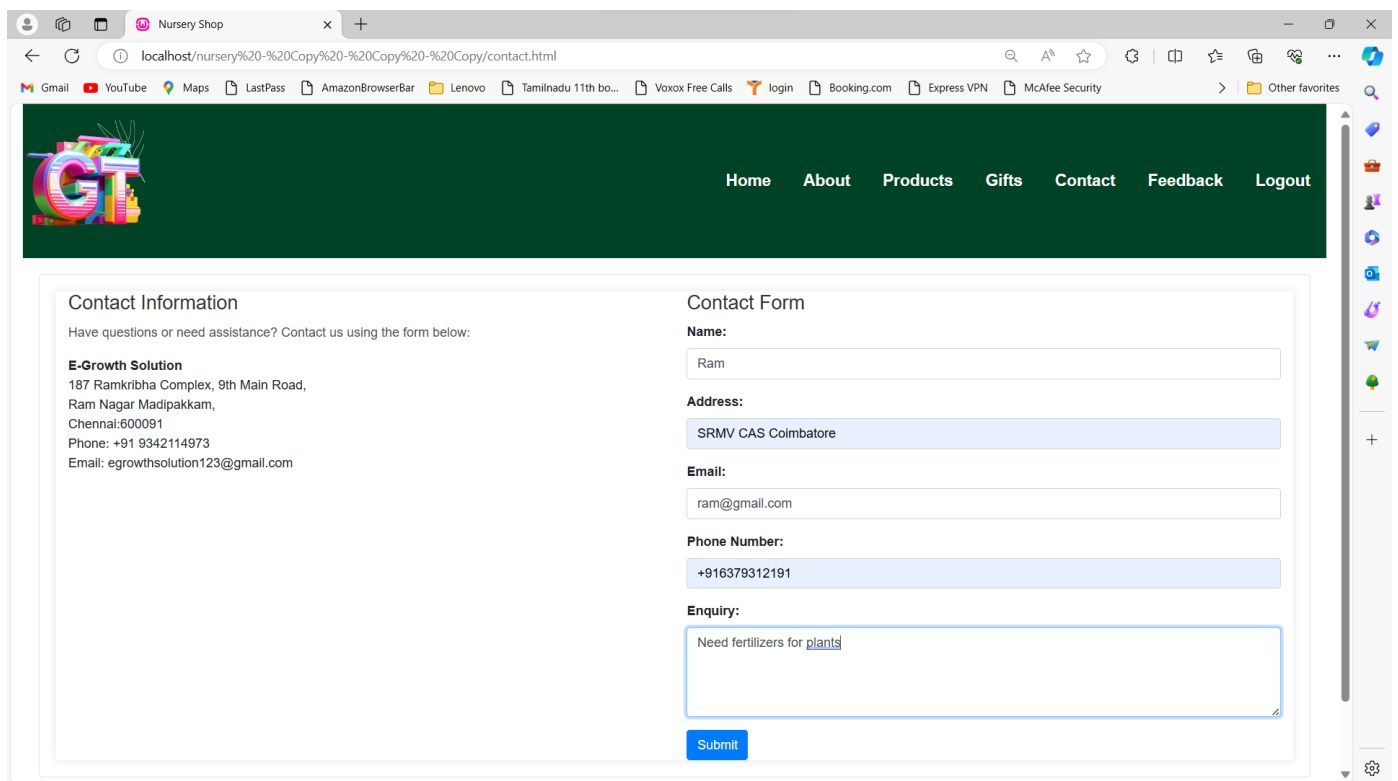 Nursery Shop
localhost/nursery%20-%20Copy%20-%20Copy%20-%20Copy/contact.html
Gmail YouTube Maps LastPass AmazonBrowserBar Lenovo Tamilnadu 11th bo... Voxox Free Calls login Booking.com Express VPN McAfee Security Other favorites
GT
Home About Products Gifts Contact Feedback Logout
Contact Information
Have questions or need assistance? Contact us using the form below:
E-Growth Solution
187 Ramkribha Complex, 9th Main Road,
Ram Nagar Madipakkam,
Chennai:600091
Phone: +91 9342114973
Email: egrowthsolution123@gmail.com
Contact Form
Name:
Ram
Address:
SRMV CAS Coimbatore
Email:
ram@gmail.com
Phone Number:
+916379312191
Enquiry:
Need fertilizers for plants
Submit